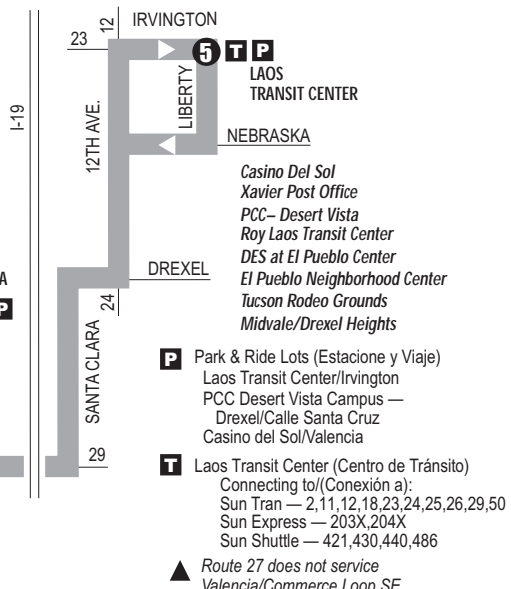 12
IRVINGTON
23
5 T P
LAOS
TRANSIT CENTER
I-19
12TH AVE.
LIBERTY
NEBRASKA
Casino Del Sol
Xavier Post Office
PCC– Desert Vista
Roy Laos Transit Center
DES at El Pueblo Center
El Pueblo Neighborhood Center
Tucson Rodeo Grounds
Midvale/Drexel Heights
DREXEL
A
P
24
SANTA CLARA
29
P Park & Ride Lots (Estacione y Viaje)
Laos Transit Center/Irvington
PCC Desert Vista Campus —
Drexel/Calle Santa Cruz
Casino del Sol/Valencia
T Laos Transit Center (Centro de Tránsito)
Connecting to/(Conexión a):
Sun Tran — 2,11,12,18,23,24,25,26,29,50
Sun Express — 203X,204X
Sun Shuttle — 421,430,440,486
Route 27 does not service
Valencia/Commerce Loop SE